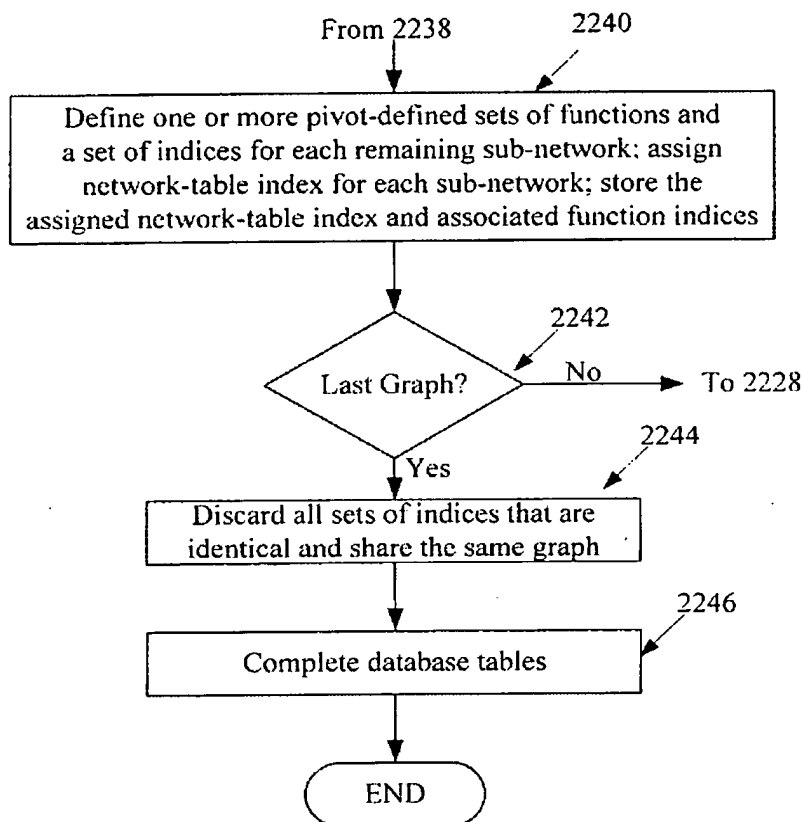 From 2238
2240
Define one or more pivot-defined sets of functions and
a set of indices for each remaining sub-network; assign
network-table index for each sub-network; store the
assigned network-table index and associated function indices
2242
Last Graph?
No
To 2228
2244
Yes
Discard all sets of indices that are
identical and share the same graph
2246
Complete database tables
END